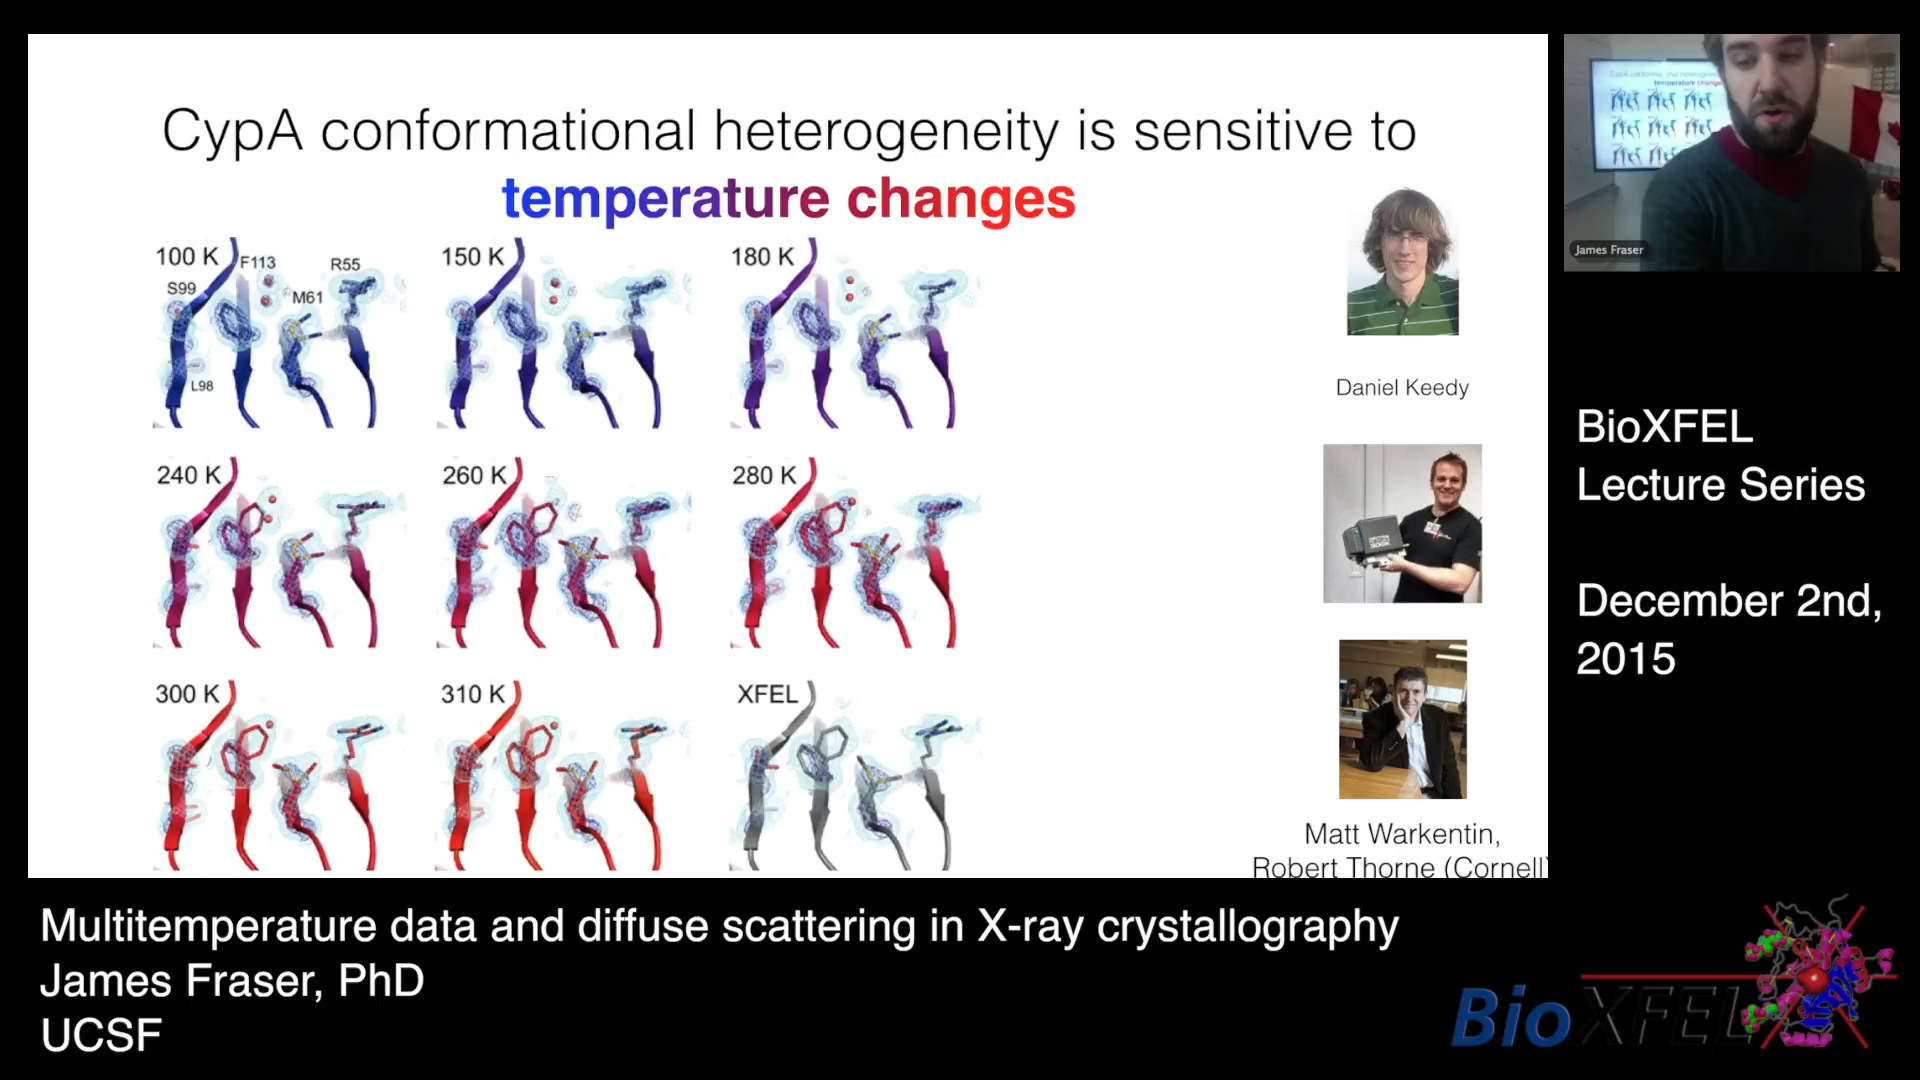 CypA conformational heterogeneity is sensitive to
temperature changes
100 K
F113
R55
S99
M61
L98
150 K
180 K
240 K
260 K
280 K
300 K
310 K
XFEL
Daniel Keedy
Matt Warkentin,
Robert Thorne (Cornell)
James Fraser
BioXFEL
Lecture Series
December 2nd,
2015
Multitemperature data and diffuse scattering in X-ray crystallography
James Fraser, PhD
UCSF
BioXFEL